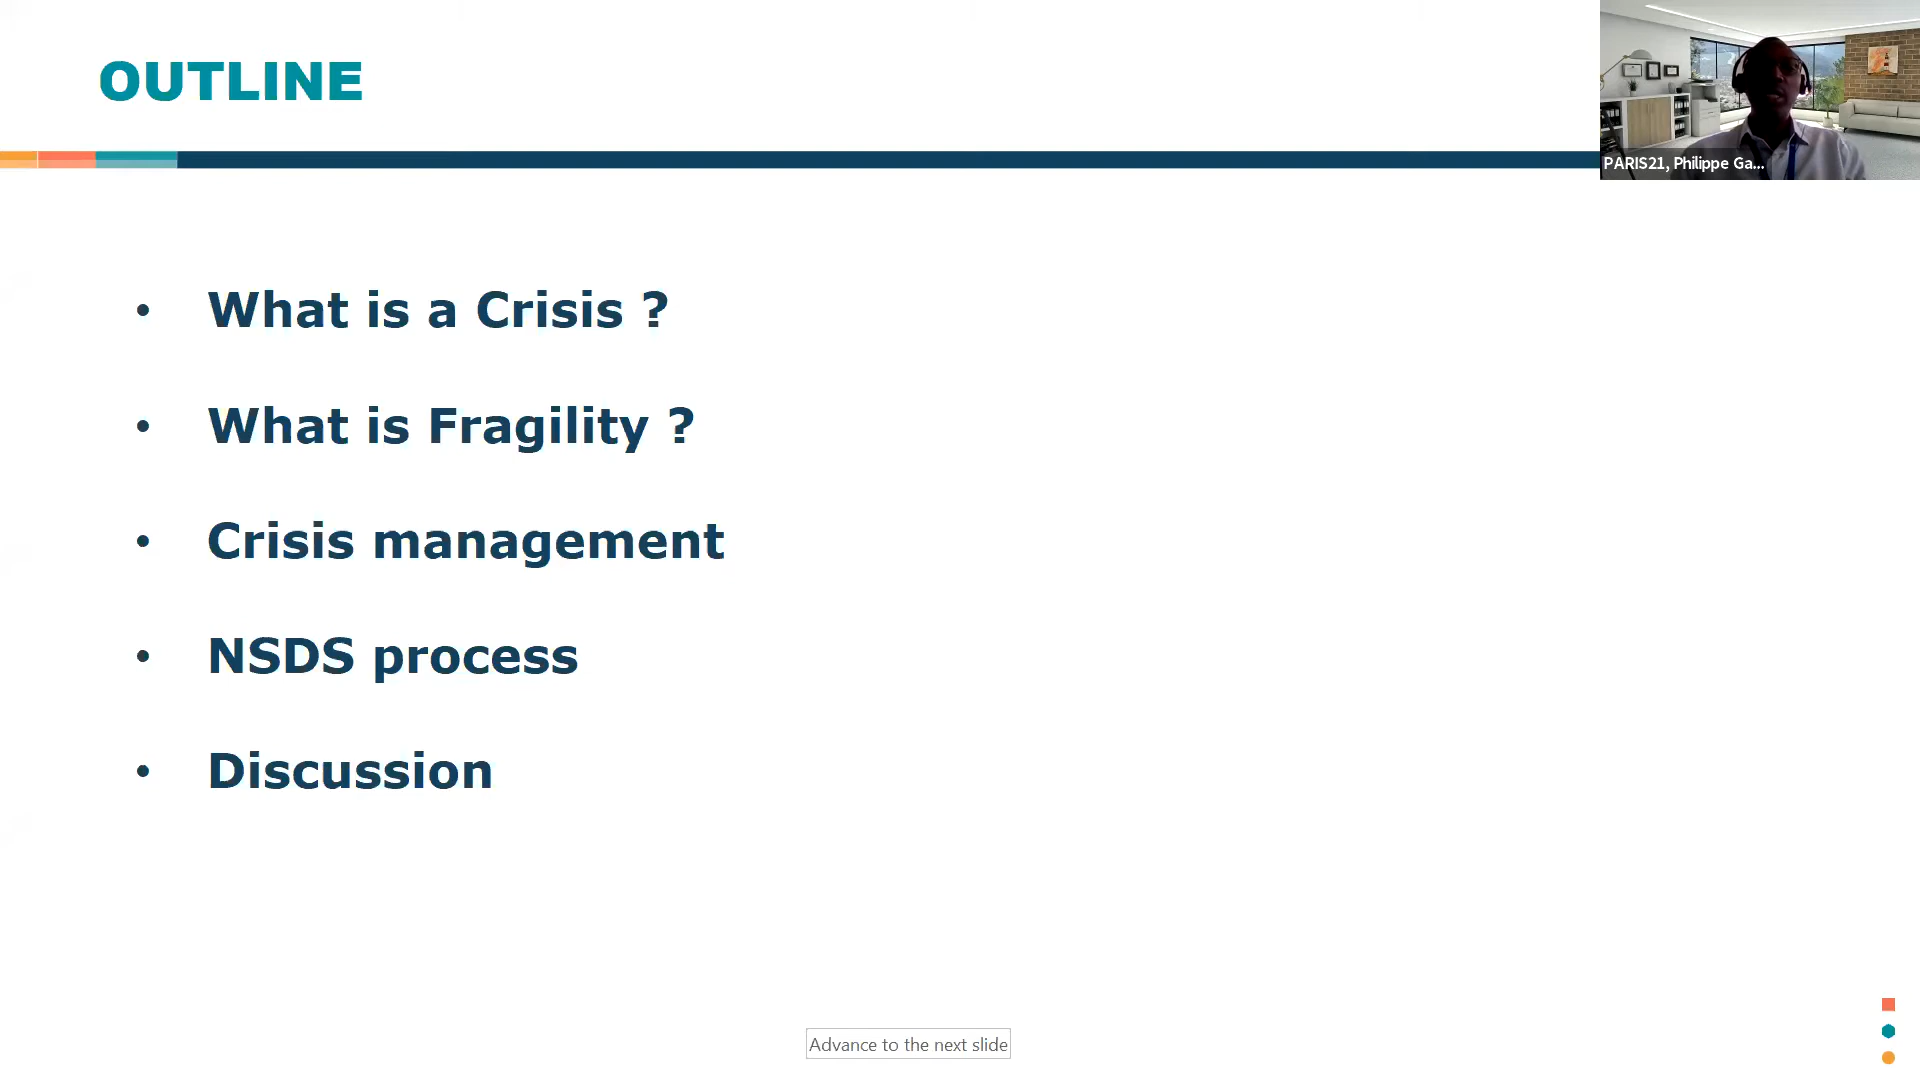 OUTLINE
PARIS21, Philippe Ga...
• What is a Crisis ?
• What is Fragility ?
• Crisis management
• NSDS process
• Discussion
Advance to the next slide